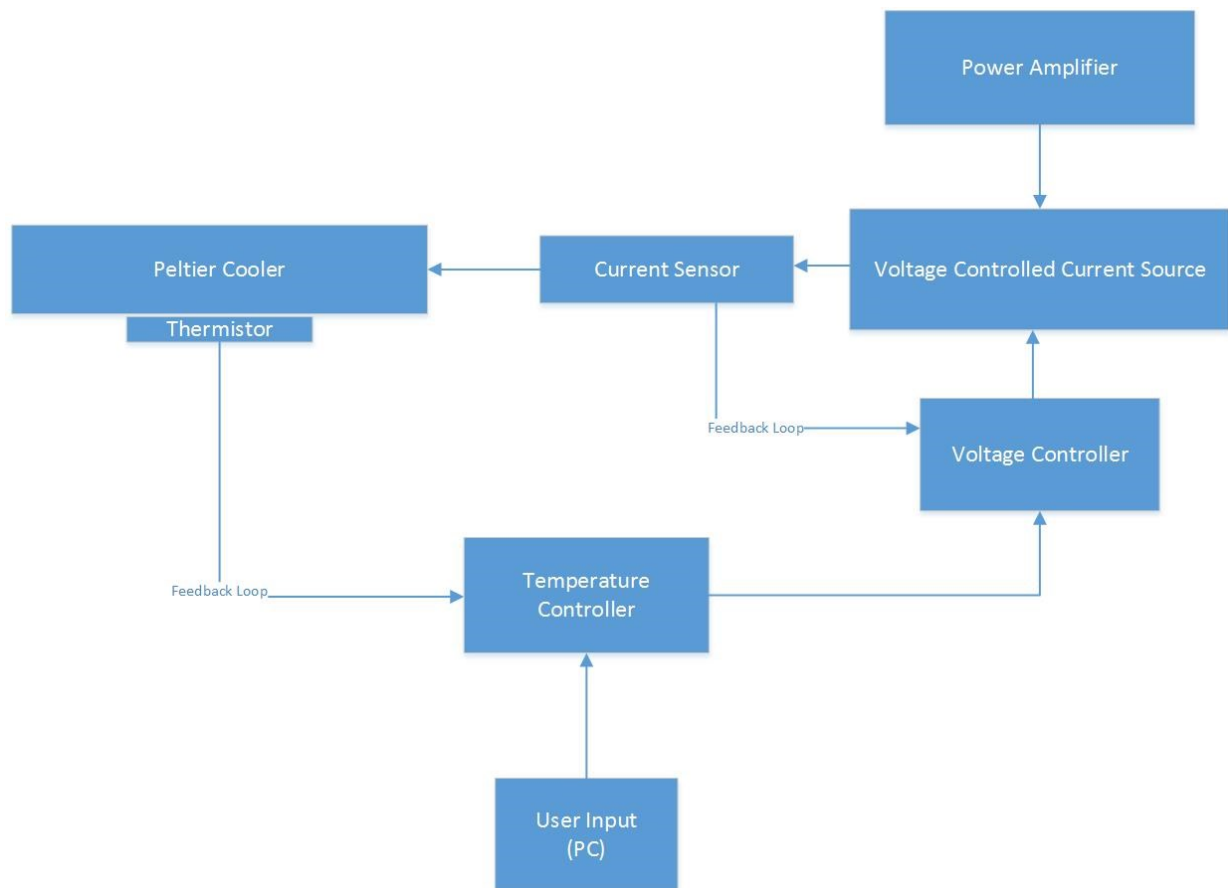 Power Amplifier
Peltier Cooler
Current Sensor
Voltage Controlled Current Source
Thermistor
Feedback Loop
Voltage Controller
Feedback Loop
Temperature
Controller
User Input
(PC)